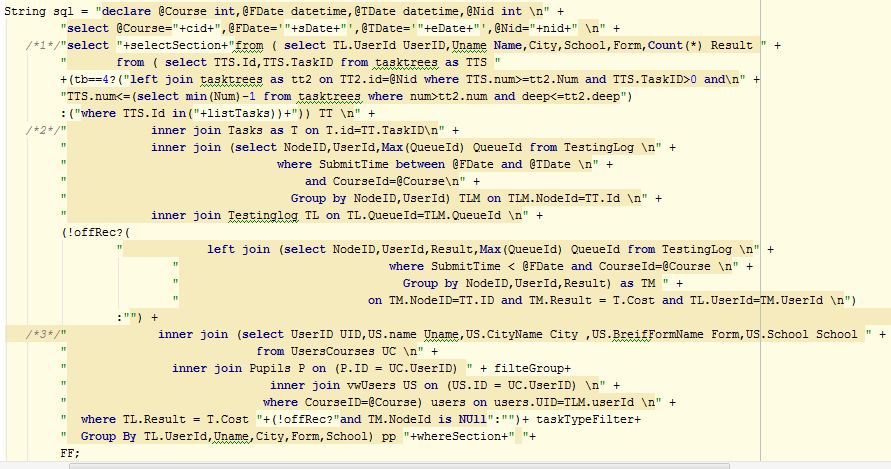 String sql = "declare @Course int,@FDate datetime,@TDate datetime,@Nid int \n" +
"select @Course="+cid+",@FDate='"+sDate+"',@TDate='"+eDate+"',@Nid="+nid+" \n" +
/*1*/"select "+selectSection+"from ( select TL.UserId UserID,Uname Name,City,School,Form,Count(*) Result " +
" from ( select TTS.Id,TTS.TaskID from tasktrees as TTS "
+(tb==4?("left join tasktrees as tt2 on TT2.id=@Nid where TTS.num>=tt2.Num and TTS.TaskID>0 and\n" +
"TTS.num<=(select min(Num)-1 from tasktrees where num>tt2.num and deep<=tt2.deep")
:("where TTS.Id in("+listTasks))+")) TT \n" +
/*2*/" inner join Tasks as T on T.id=TT.TaskID\n" +
" inner join (select NodeID,UserId,Max(QueueId) QueueId from TestingLog \n" +
" where SubmitTime between @FDate and @TDate \n" +
" and CourseId=@Course\n" +
" Group by NodeID,UserId) TLM on TLM.NodeId=TT.Id \n" +
" inner join Testinglog TL on TL.QueueId=TLM.QueueId \n" +
(!offRec?(
" left join (select NodeID,UserId,Result,Max(QueueId) QueueId from TestingLog \n" +
" where SubmitTime < @FDate and CourseId=@Course \n" +
" Group by NodeID,UserId,Result) as TM " +
" on TM.NodeID=TT.ID and TM.Result = T.Cost and TL.UserId=TM.UserId \n")
:"") +
/*3*/" inner join (select UserID UID,US.name Uname,US.CityName City ,US.BreifFormName Form,US.School School " +
" from UsersCourses UC \n" +
" inner join Pupils P on (P.ID = UC.UserID) " + filteGroup+
" inner join vwUsers US on (US.ID = UC.UserID) \n" +
" where CourseID=@Course) users on users.UID=TLM.userId \n" +
" where TL.Result = T.Cost "+(!offRec?"and TM.NodeId is NUll":"")+ taskTypeFilter+
" Group By TL.UserId,Uname,City,Form,School) pp "+whereSection+" "+
FF;